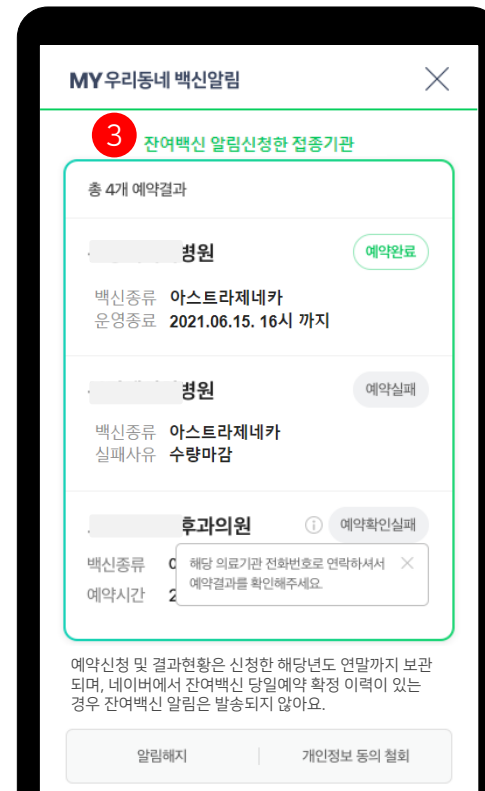 MY 우리동네 백신알림
3 잔여백신 알림신청한 접종기관
총 4개 예약결과
병원 예약완료
백신종류 아스트라제네카
운영종료 2021.06.15. 16시 까지
병원 예약실패
백신종류 아스트라제네카
실패사유 수량마감
후과의원 예약확인실패
백신종류
해당 의료기관 전화번호로 연락하셔서
예약결과를 확인해주세요.
예약시간 2
예약신청 및 결과현황은 신청한 해당년도 연말까지 보관
되며, 네이버에서 잔여백신 당일예약 확정 이력이 있는
경우 잔여백신 알림은 발송되지 않아요.
알림해지 개인정보 동의 철회